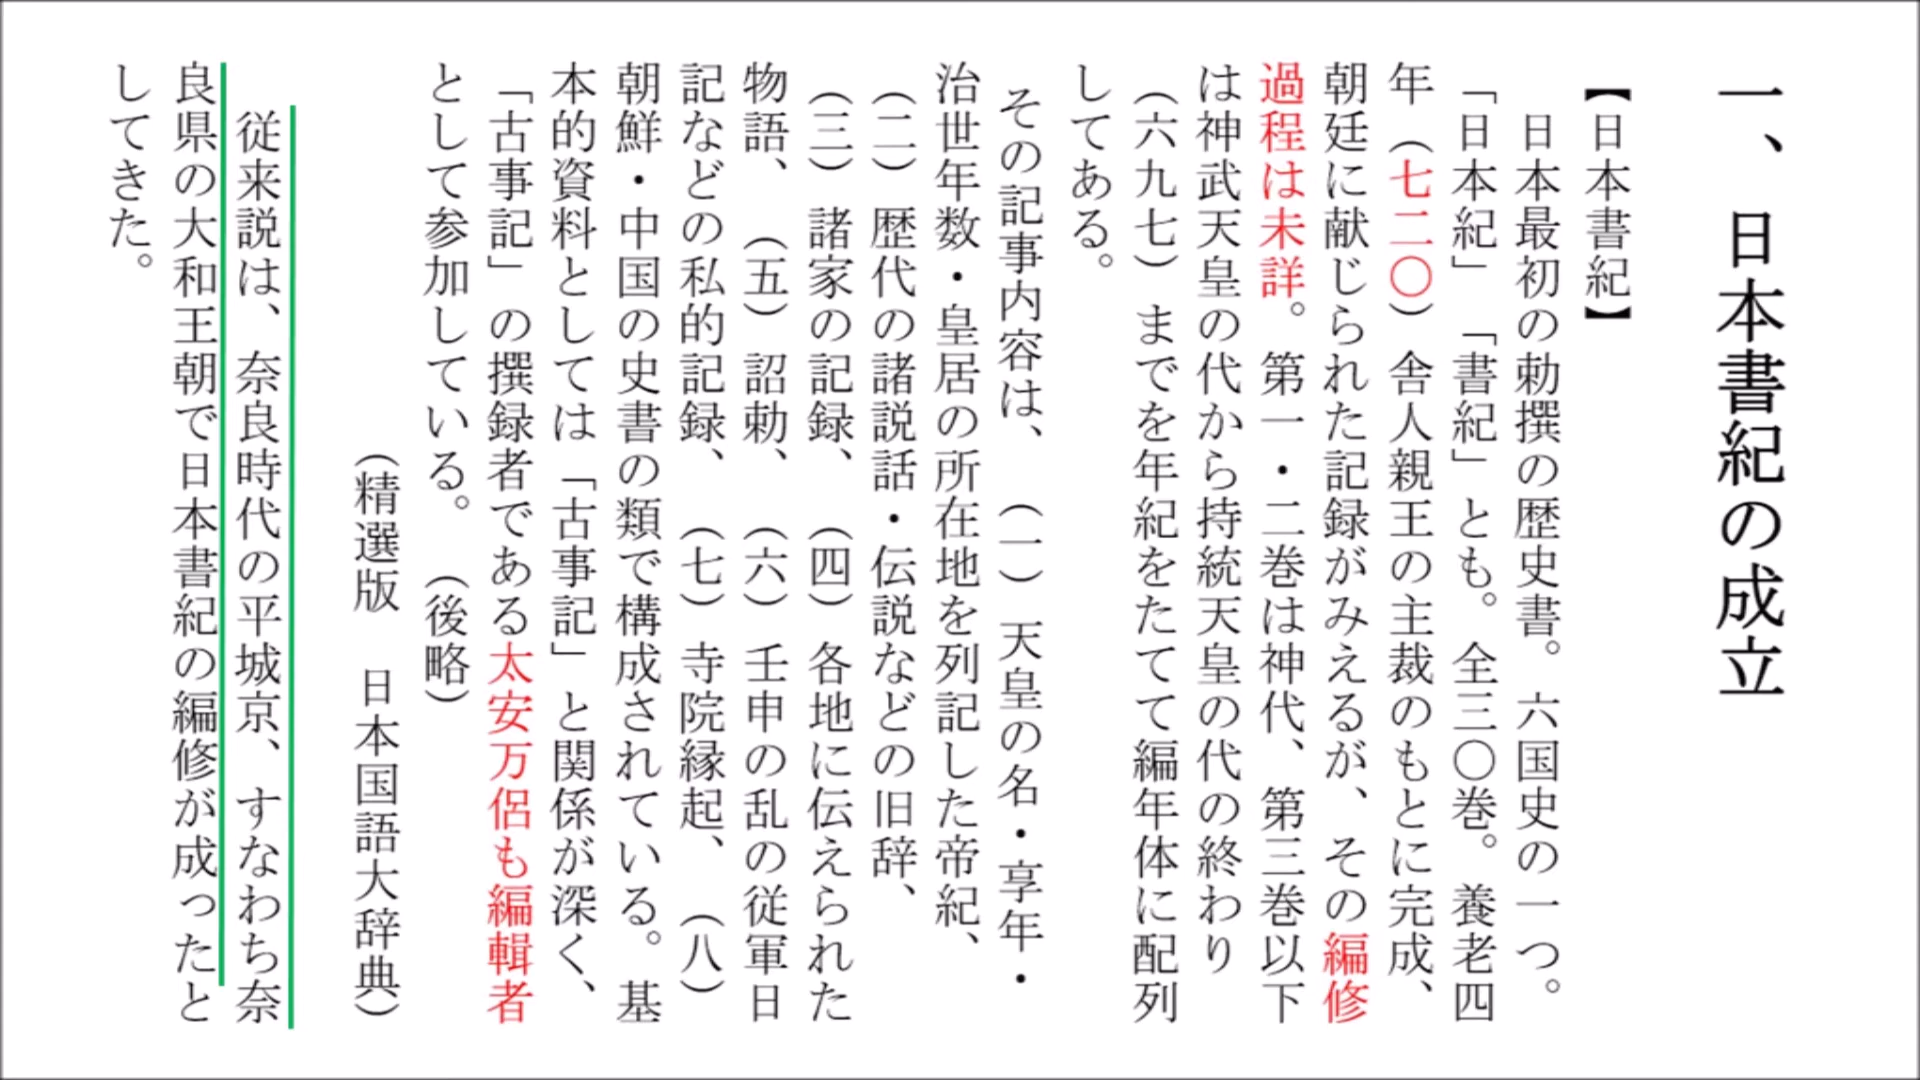 一、日本書紀の成立
【日本書紀】
日本最初の勅撰の歴史書。六国史の一つ。
「日本紀」「書紀」とも。全三〇巻。養老四
年（七二〇）舎人親王の主裁のもとに完成、
朝廷に献じられた記録がみえるが、その編修
過程は未詳。第一・二巻は神代、第三巻以下
は神武天皇の代から持統天皇の代の終わり
（六九七）までを年紀をたてて編年体に配列
してある。
その記事内容は、（一）天皇の名・享年・
治世年数・皇居の所在地を列記した帝紀、
（二）歴代の諸説話・伝説などの旧辞、
（三）諸家の記録、（四）各地に伝えられた
物語、（五）詔勅、（六）壬申の乱の従軍日
記などの私的記録、（七）寺院縁起、（八）
朝鮮・中国の史書の類で構成されている。基
本的資料としては「古事記」と関係が深く、
「古事記」の撰録者である太安万侶も編輯者
として参加している。（後略）
（精選版　日本国語大辞典）
従来説は、奈良時代の平城京、すなわち奈
良県の大和王朝で日本書紀の編修が成ったと
してきた。